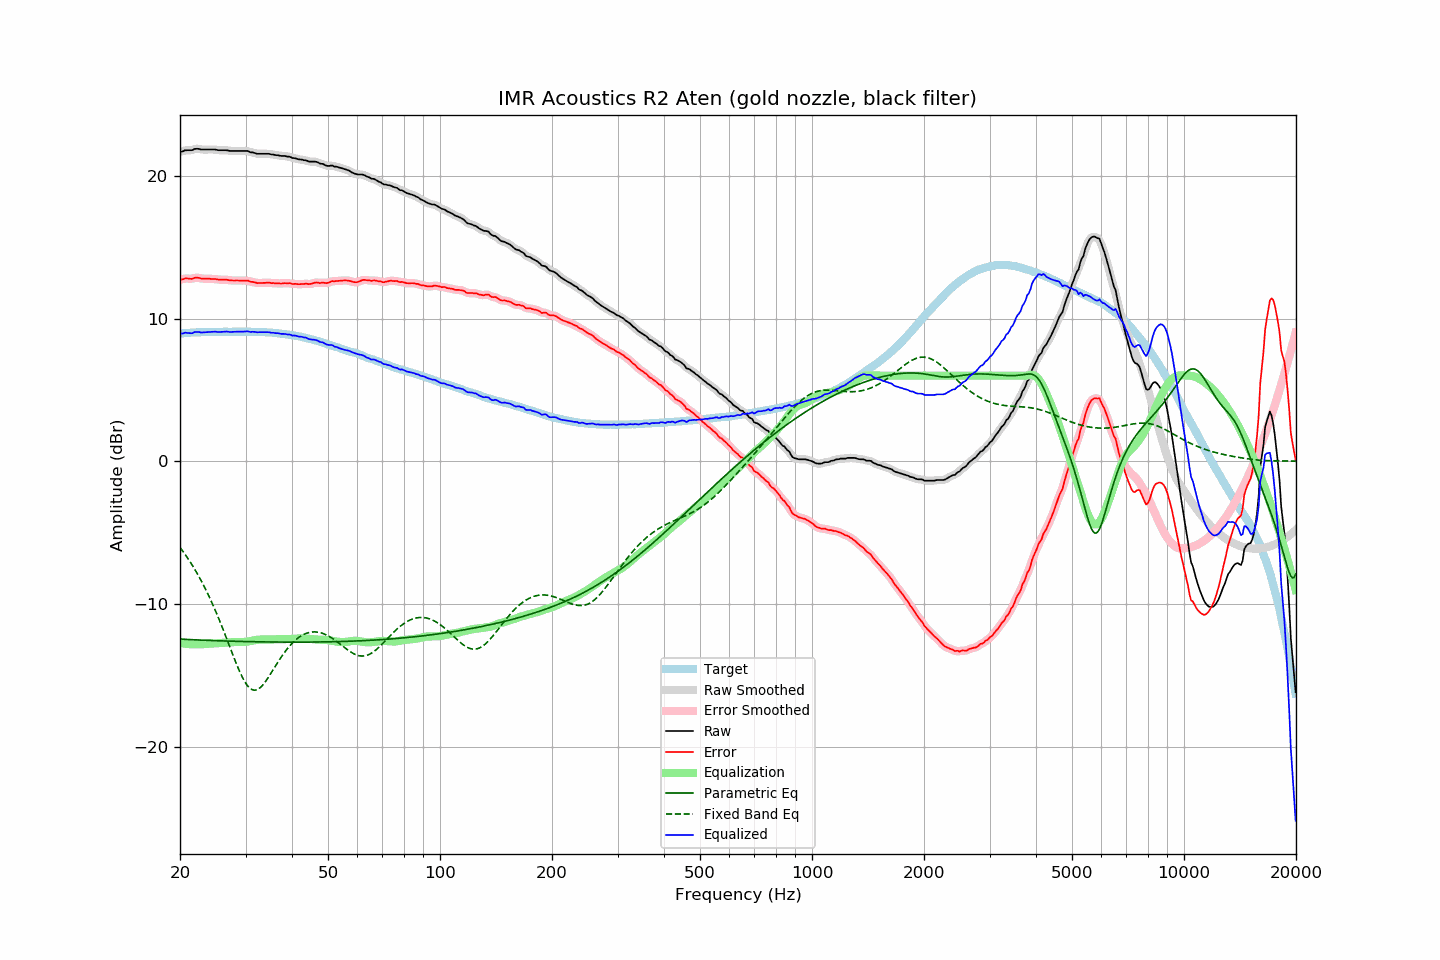 IMR Acoustics R2 Aten (gold nozzle, black filter)
Amplitude (dBr)
20
10
0
−10
−20
Target
Raw Smoothed
Error Smoothed
Raw
Error
Equalization
Parametric Eq
Fixed Band Eq
Equalized
20 50 100 200 500 1000 2000 5000 10000 20000
Frequency (Hz)